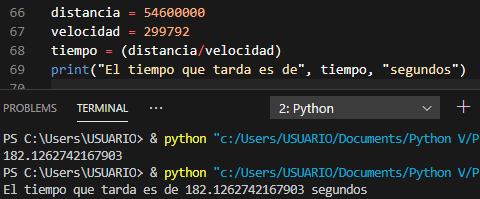 66 distancia = 54600000
67 velocidad = 299792
68 tiempo = (distancia/velocidad)
69 print("El tiempo que tarda es de", tiempo, "segundos")
PROBLEMS TERMINAL ... 2: Python
PS C:\Users\USUARIO> & python "c:/Users/USUARIO/Documents/Python V/P
182.1262742167903
PS C:\Users\USUARIO> & python "c:/Users/USUARIO/Documents/Python V/P
El tiempo que tarda es de 182.1262742167903 segundos